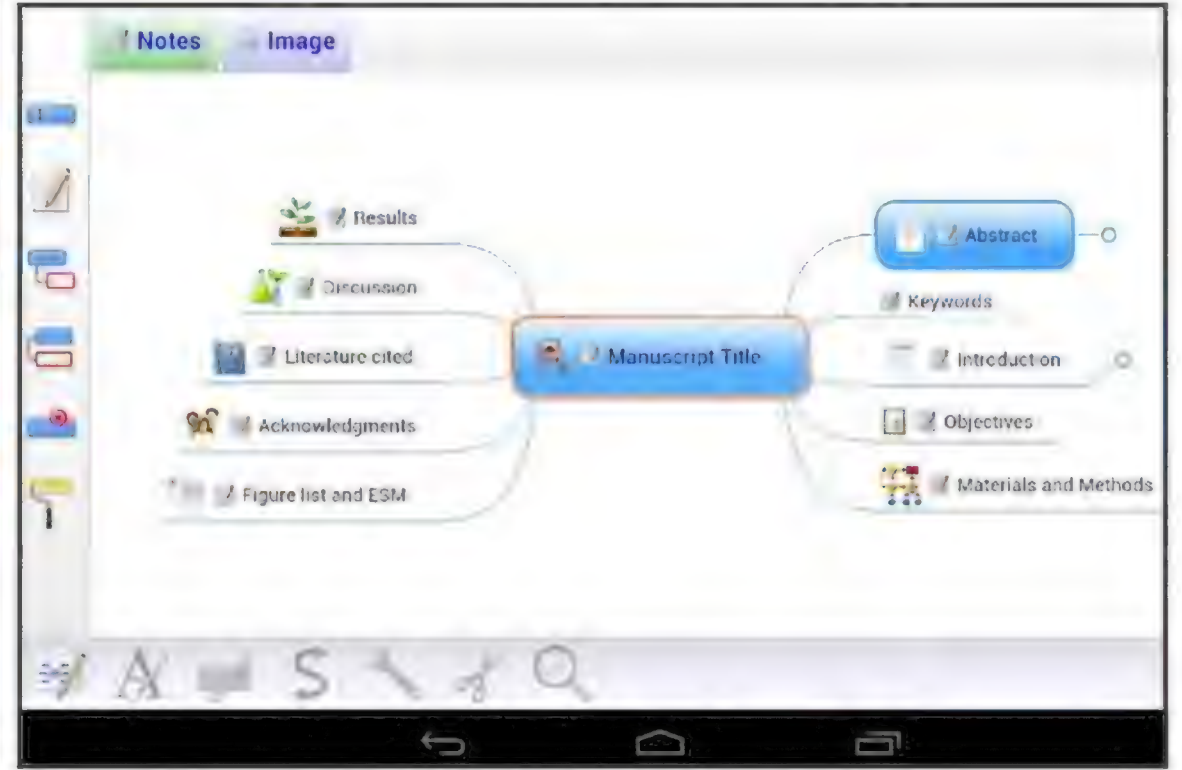 Notes
Image
Results
Discussion
Literature cited
Acknowledgments
Figure list and ESM
Manuscript Title
Abstract
Keywords
Introduction
Objectives
Materials and Methods
A
S